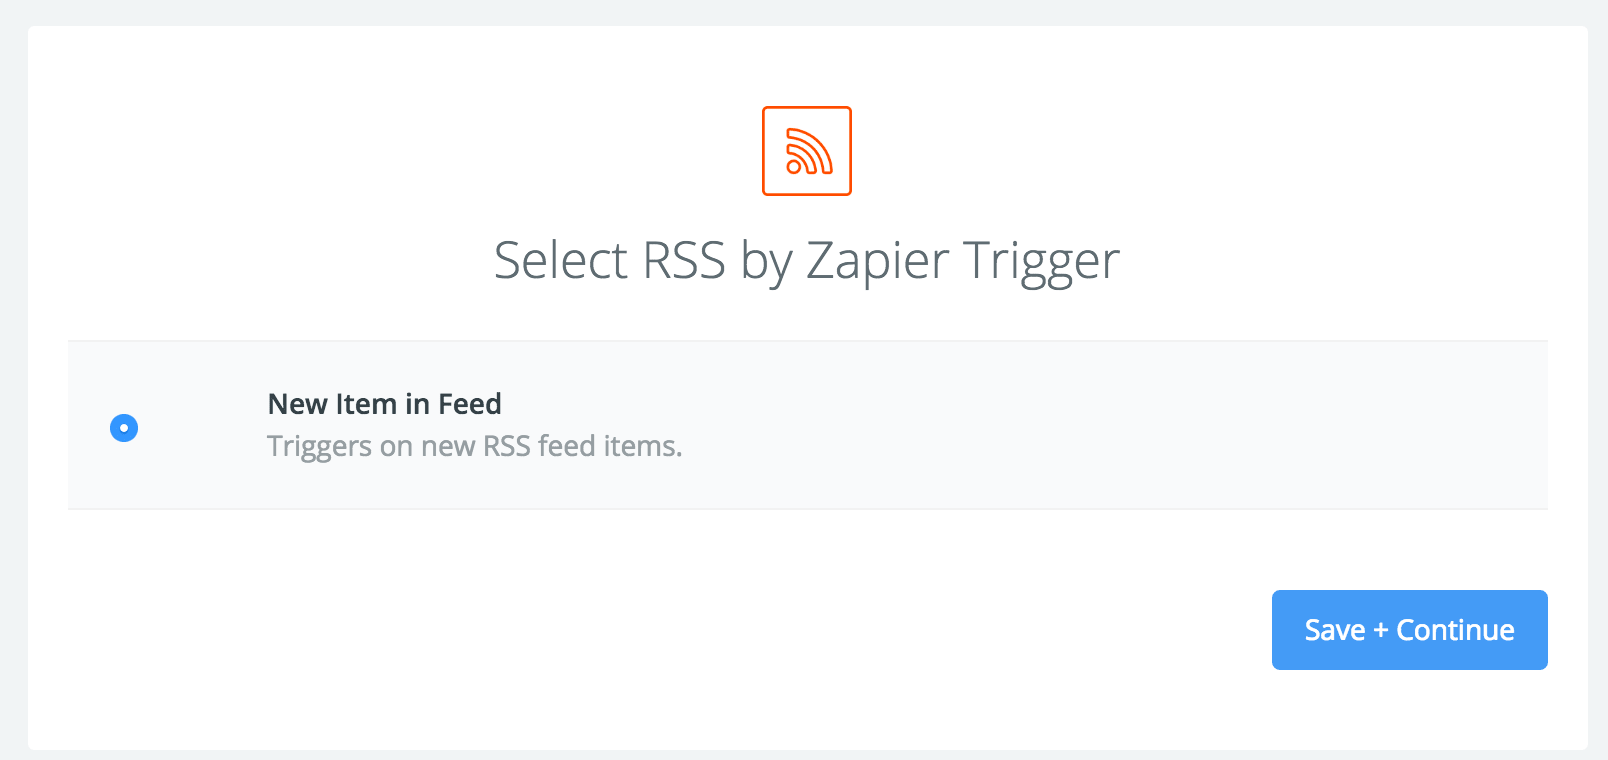 Select RSS by Zapier Trigger
New Item in Feed
Triggers on new RSS feed items.
Save + Continue